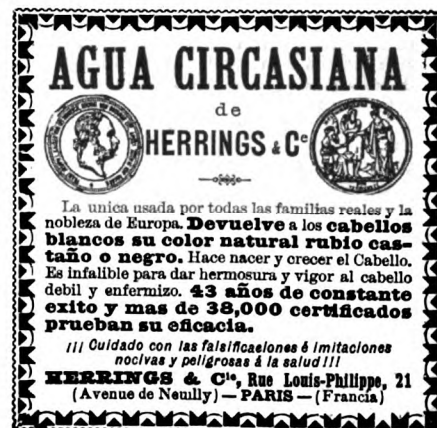 AGUA CIRCASIANA
de
HERRINGS & Cᵉ
La unica usada por todas las familias reales y la
nobleza de Europa. Devuelve a los cabellos
blancos su color natural rubio cas-
taño o negro. Hace nacer y crecer el Cabello.
Es infalible para dar hermosura y vigor al cabello
debil y enfermizo. 43 años de constante
exito y mas de 38,000 certificados
prueban su eficacia.
¡¡¡ Cuidado con las falsificaciones é imitaciones
nocivas y peligrosas á la salud!!!
HERRINGS & Cⁱᵉ, Rue Louis-Philippe, 21
(Avenue de Neuilly) — PARIS — (Francia)